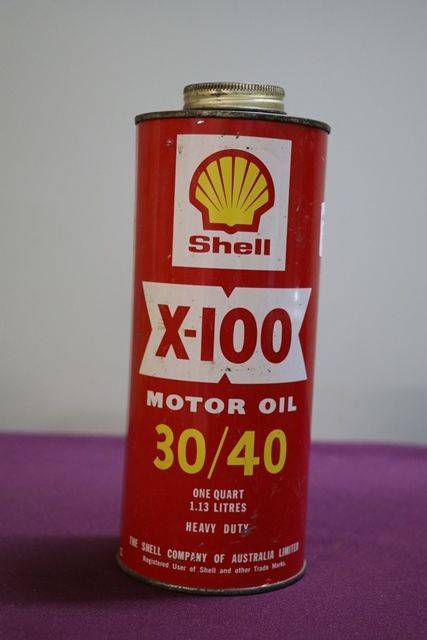 Shell
X-100
MOTOR OIL
30/40
ONE QUART
1.13 LITRES
HEAVY DUTY
THE SHELL COMPANY OF AUSTRALIA LIMITED
Registered User of Shell and other Trade Marks.